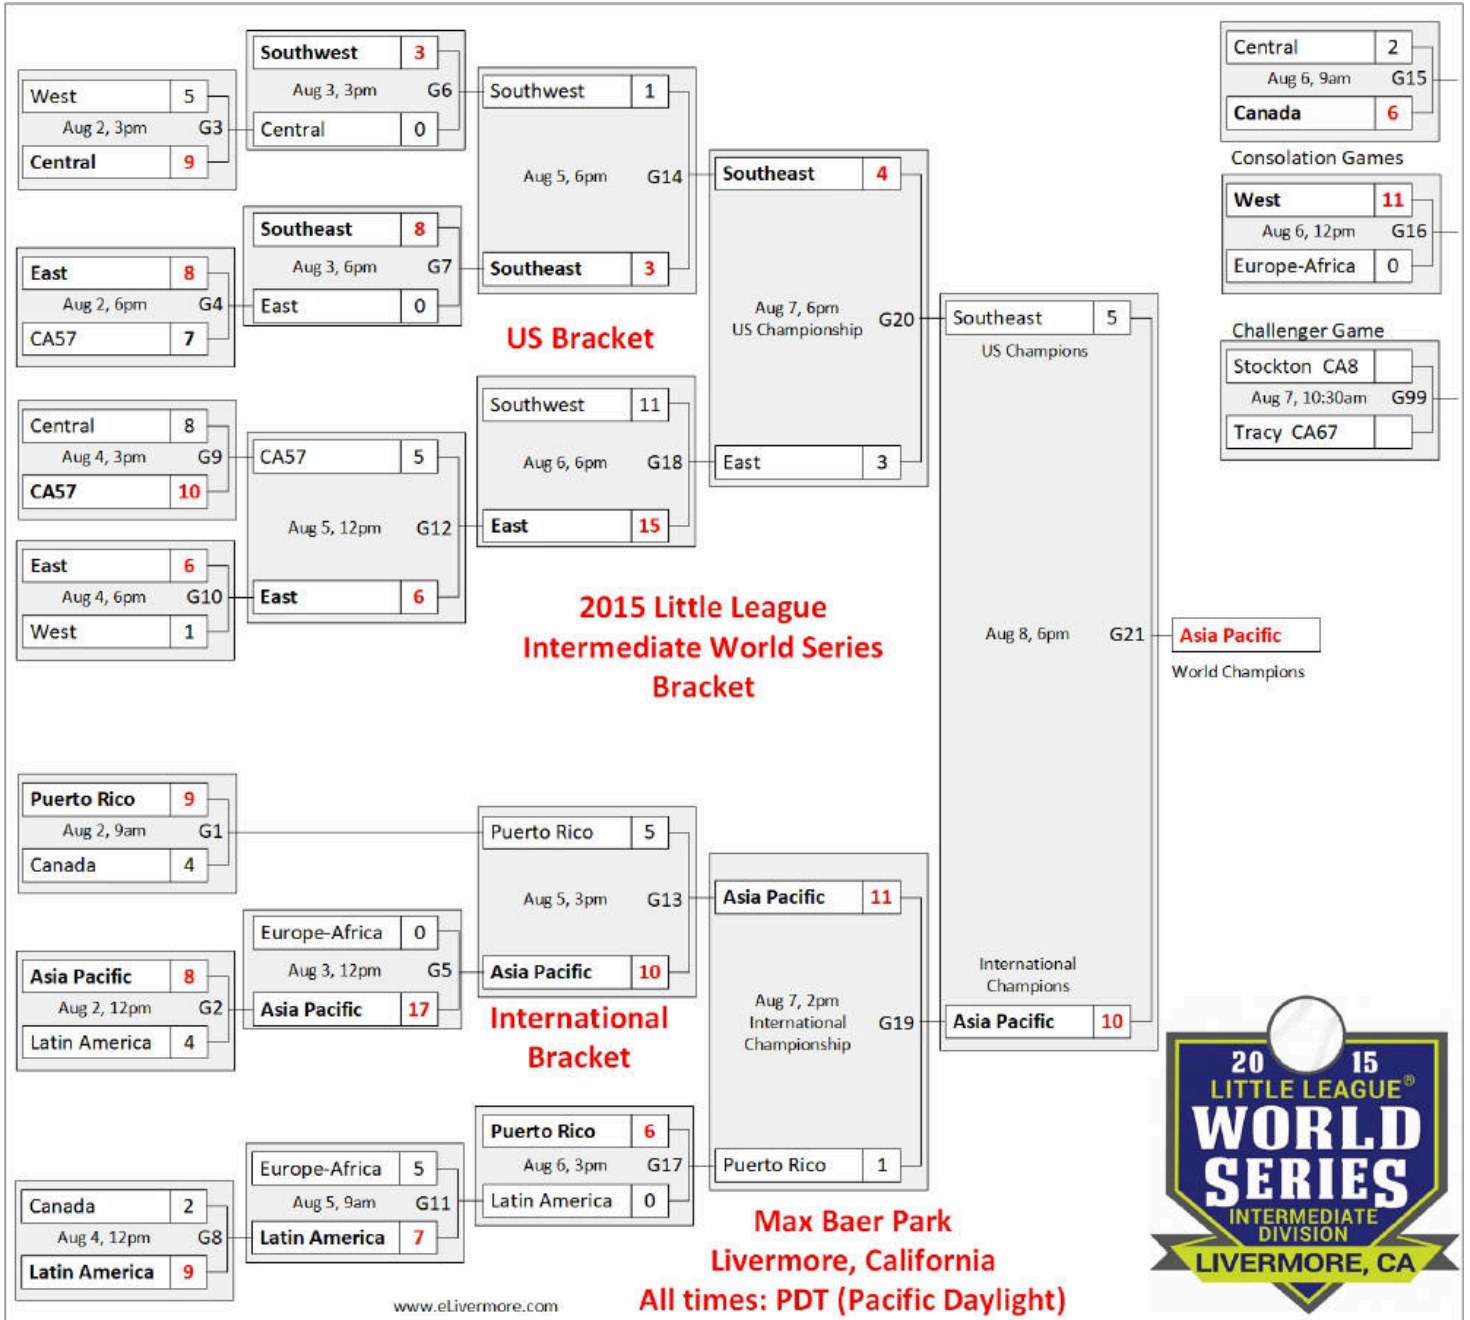 Southwest 3
Aug 3, 3pm G6
Central 0
West 5
Aug 2, 3pm G3
Central 9
Southwest 1
Aug 5, 6pm G14
Southeast 3
Southeast 8
Aug 3, 6pm G7
East 0
East 8
Aug 2, 6pm G4
CA57 7
US Bracket
Southeast 4
Aug 7, 6pm
US Championship
G20
East 3
Central 8
Aug 4, 3pm G9
CA57 10
CA57 5
Aug 5, 12pm G12
East 6
Southwest 11
Aug 6, 6pm G18
East 15
East 6
Aug 4, 6pm G10
West 1
2015 Little League
Intermediate World Series
Bracket
Southeast 5
US Champions
Aug 8, 6pm G21
International
Champions
Asia Pacific 10
Asia Pacific
World Champions
Central 2
Aug 6, 9am G15
Canada 6
Consolation Games
West 11
Aug 6, 12pm G16
Europe-Africa 0
Challenger Game
Stockton CA8
Aug 7, 10:30am G99
Tracy CA67
Puerto Rico 9
Aug 2, 9am G1
Canada 4
Puerto Rico 5
Aug 5, 3pm G13
Asia Pacific 10
Europe-Africa 0
Aug 3, 12pm G5
Asia Pacific 17
Asia Pacific 8
Aug 2, 12pm G2
Latin America 4
International
Bracket
Asia Pacific 11
Aug 7, 2pm
International
Championship
G19
Puerto Rico 1
Puerto Rico 6
Aug 6, 3pm G17
Latin America 0
Europe-Africa 5
Aug 5, 9am G11
Latin America 7
Canada 2
Aug 4, 12pm G8
Latin America 9
Max Baer Park
Livermore, California
All times: PDT (Pacific Daylight)
www.eLivermore.com
20 15
LITTLE LEAGUE®
WORLD
SERIES
INTERMEDIATE
DIVISION
LIVERMORE, CA